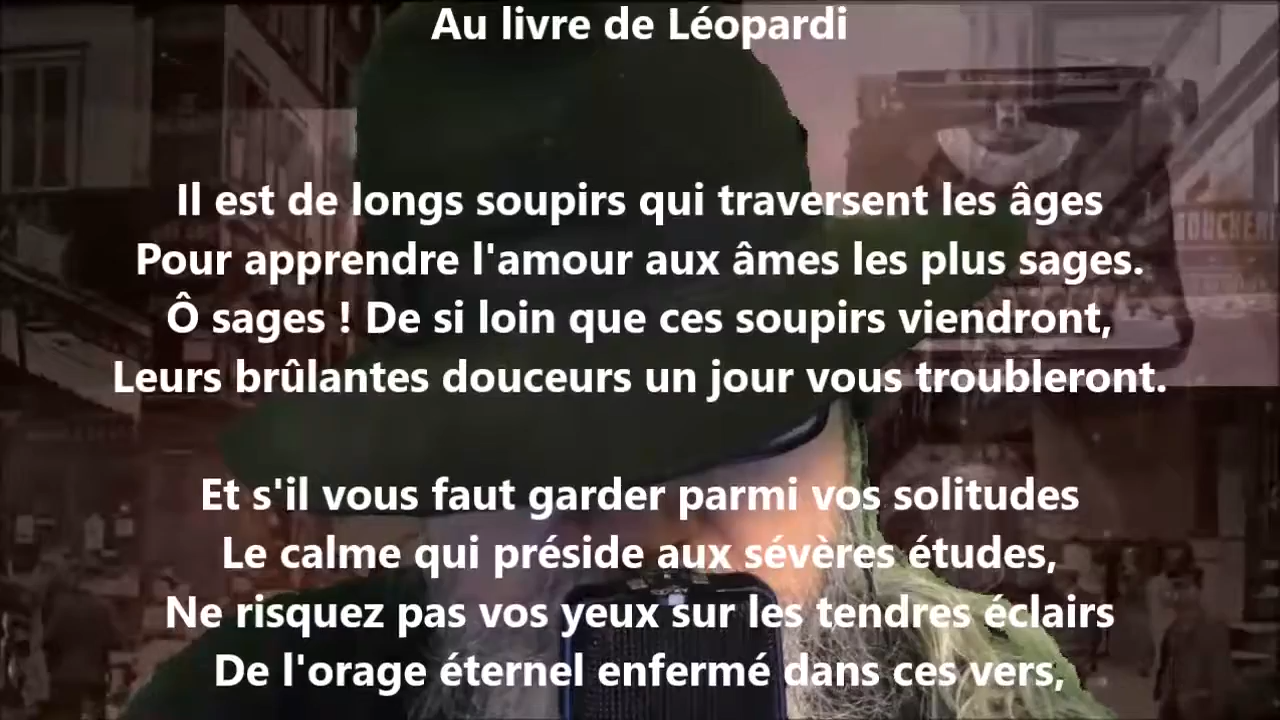 Au livre de Léopardi
Il est de longs soupirs qui traversent les âges
Pour apprendre l'amour aux âmes les plus sages.
Ô sages ! De si loin que ces soupirs viendront,
Leurs brûlantes douceurs un jour vous troubleront.
Et s'il vous faut garder parmi vos solitudes
Le calme qui préside aux sévères études,
Ne risquez pas vos yeux sur les tendres éclairs
De l'orage éternel enfermé dans ces vers,